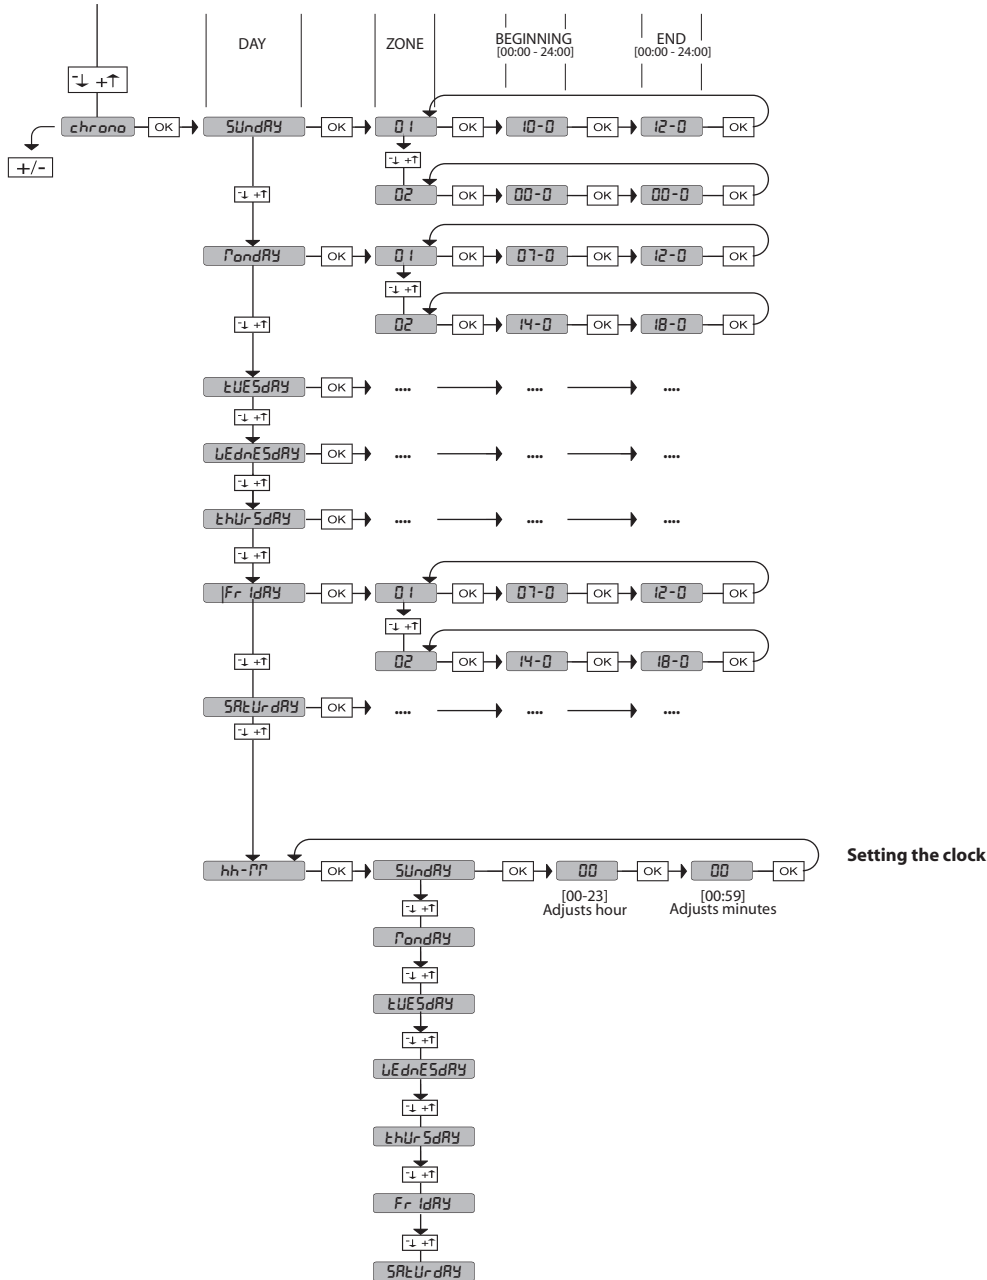 DAY ZONE BEGINNING END
[00:00 - 24:00] [00:00 - 24:00]
-↓ +↑
chrono OK SUndAY OK 01 OK 10-0 OK 12-0 OK
+/-
-↓ +↑
-↓ +↑
02 OK 00-0 OK 00-0 OK
MondAY OK 01 OK 07-0 OK 12-0 OK
-↓ +↑
-↓ +↑
02 OK 14-0 OK 18-0 OK
tUESdAY OK .... .... ....
-↓ +↑
WEdnESdAY OK .... .... ....
-↓ +↑
thUrSdAY OK .... .... ....
-↓ +↑
FrIdAY OK 01 OK 07-0 OK 12-0 OK
-↓ +↑
-↓ +↑
02 OK 14-0 OK 18-0 OK
SAtUrdAY OK .... .... ....
-↓ +↑
Setting the clock
hh-MM OK SUndAY OK 00 OK 00 OK
[00-23] [00:59]
Adjusts hour Adjusts minutes
-↓ +↑
MondAY
-↓ +↑
tUESdAY
-↓ +↑
WEdnESdAY
-↓ +↑
thUrSdAY
-↓ +↑
FrIdAY
-↓ +↑
SAtUrdAY